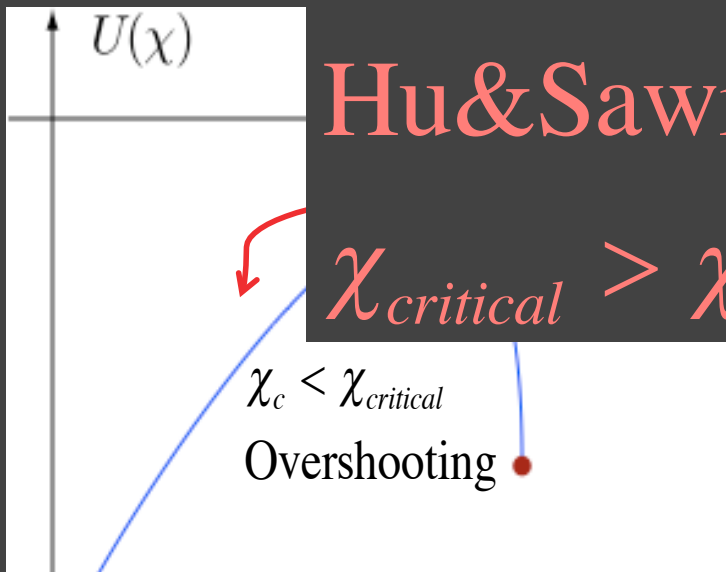 U(χ)
Hu&Saw
χ_critical > χ
χ_c < χ_critical
Overshooting